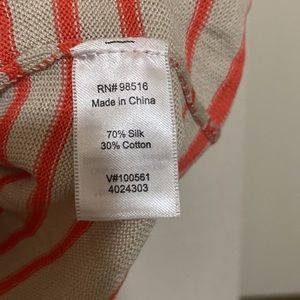 RN# 98516
Made in China
70% Silk
30% Cotton
V#100561
4024303